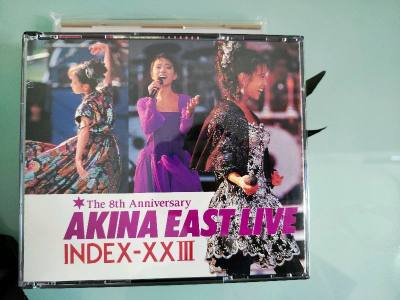 The 8th Anniversary
AKINA EAST LIVE
INDEX-XXIII